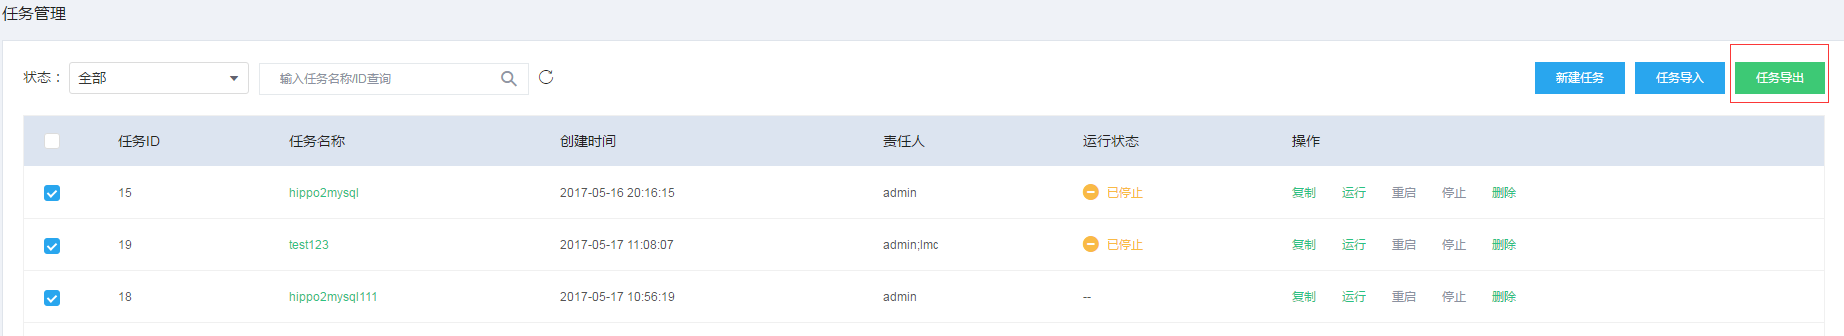 任务管理
状态： 全部 输入任务名称/ID查询 新建任务 任务导入 任务导出
任务ID 任务名称 创建时间 责任人 运行状态 操作
15 hippo2mysql 2017-05-16 20:16:15 admin 已停止 复制 运行 重启 停止 删除
19 test123 2017-05-17 11:08:07 admin;lmc 已停止 复制 运行 重启 停止 删除
18 hippo2mysql111 2017-05-17 10:56:19 admin -- 复制 运行 重启 停止 删除